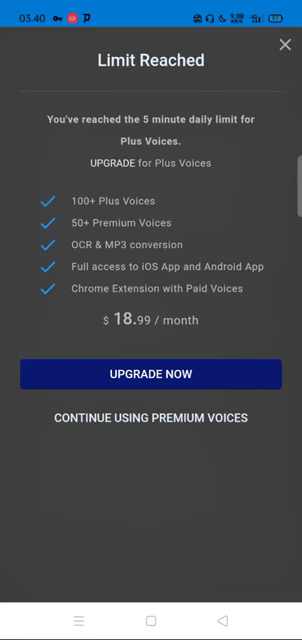 03.40
Limit Reached
You've reached the 5 minute daily limit for
Plus Voices.
UPGRADE for Plus Voices
100+ Plus Voices
50+ Premium Voices
OCR & MP3 conversion
Full access to iOS App and Android App
Chrome Extension with Paid Voices
$ 18.99 / month
UPGRADE NOW
CONTINUE USING PREMIUM VOICES